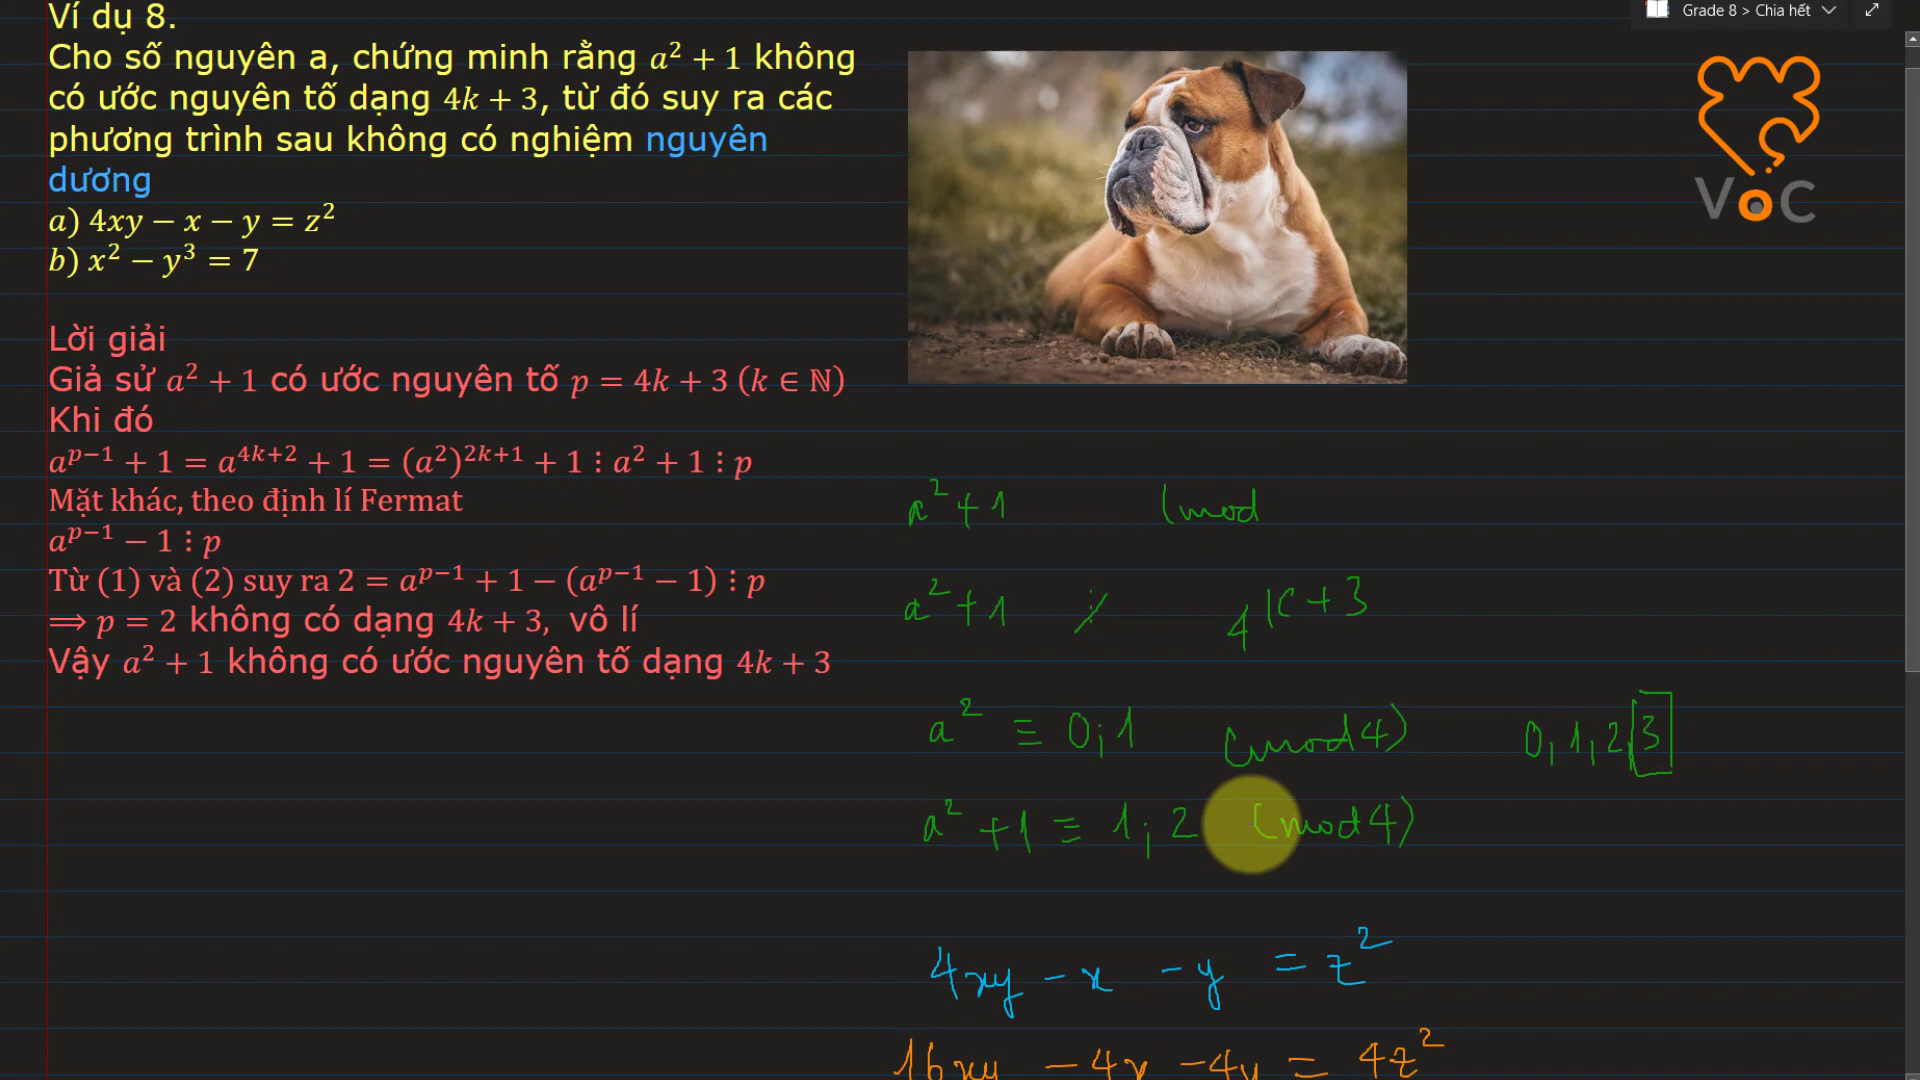 Ví dụ 8.
Cho số nguyên a, chứng minh rằng a² + 1 không
có ước nguyên tố dạng 4k + 3, từ đó suy ra các
phương trình sau không có nghiệm nguyên
dương
a) 4xy − x − y = z²
b) x² − y³ = 7
Lời giải
Giả sử a² + 1 có ước nguyên tố p = 4k + 3 (k ∈ ℕ)
Khi đó
a^{p−1} + 1 = a^{4k+2} + 1 = (a²)^{2k+1} + 1 ⋮ a² + 1 ⋮ p
Mặt khác, theo định lí Fermat
a^{p−1} − 1 ⋮ p
Từ (1) và (2) suy ra 2 = a^{p−1} + 1 − (a^{p−1} − 1) ⋮ p
⟹ p = 2 không có dạng 4k + 3, vô lí
Vậy a² + 1 không có ước nguyên tố dạng 4k + 3
Grade 8 > Chia hết
VOC
a² + 1 (mod
a² + 1 ⋮̸ 4k + 3
a² ≡ 0; 1 (mod 4) 0, 1, 2, 3
a² + 1 ≡ 1; 2 (mod 4)
4xy − x − y = z²
16xy − 4x − 4y = 4z²